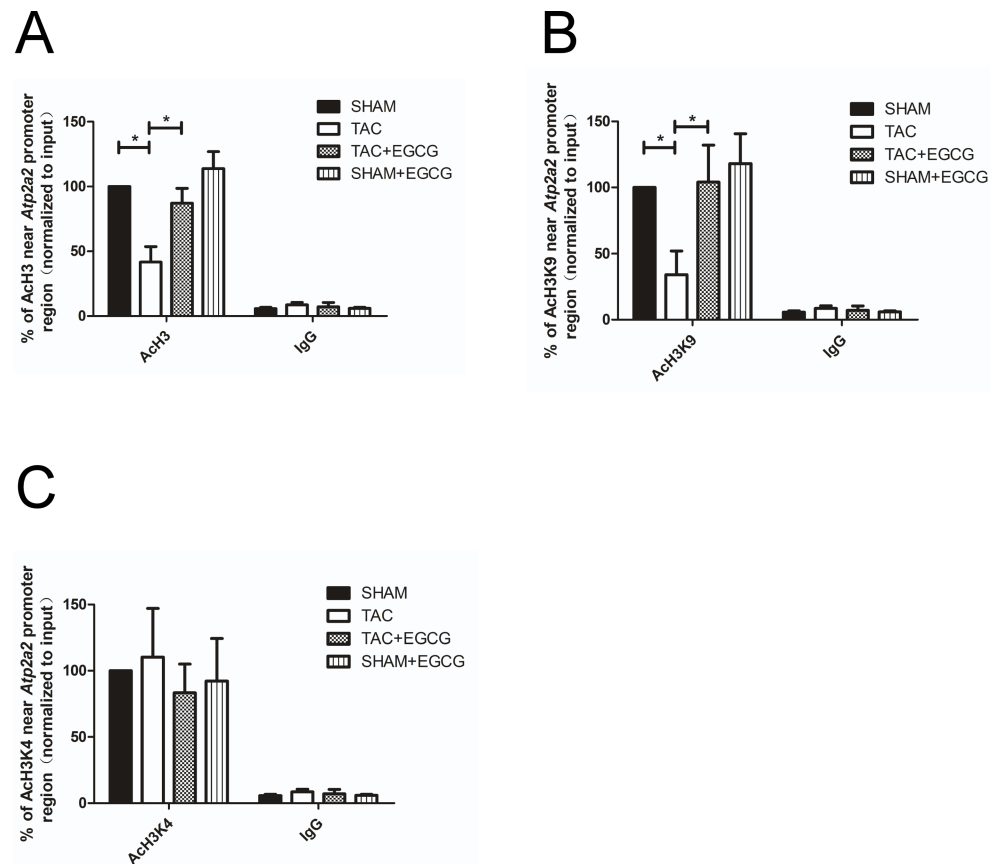 A
% of AcH3 near Atp2a2 promoter
region（normalized to input）
150
100
50
0
*
*
SHAM
TAC
TAC+EGCG
SHAM+EGCG
AcH3
IgG
B
% of AcH3K9 near Atp2a2 promoter
region（normalized to input）
150
100
50
0
*
*
SHAM
TAC
TAC+EGCG
SHAM+EGCG
AcH3K9
IgG
C
% of AcH3K4 near Atp2a2 promoter
region（normalized to input）
150
100
50
0
SHAM
TAC
TAC+EGCG
SHAM+EGCG
AcH3K4
IgG